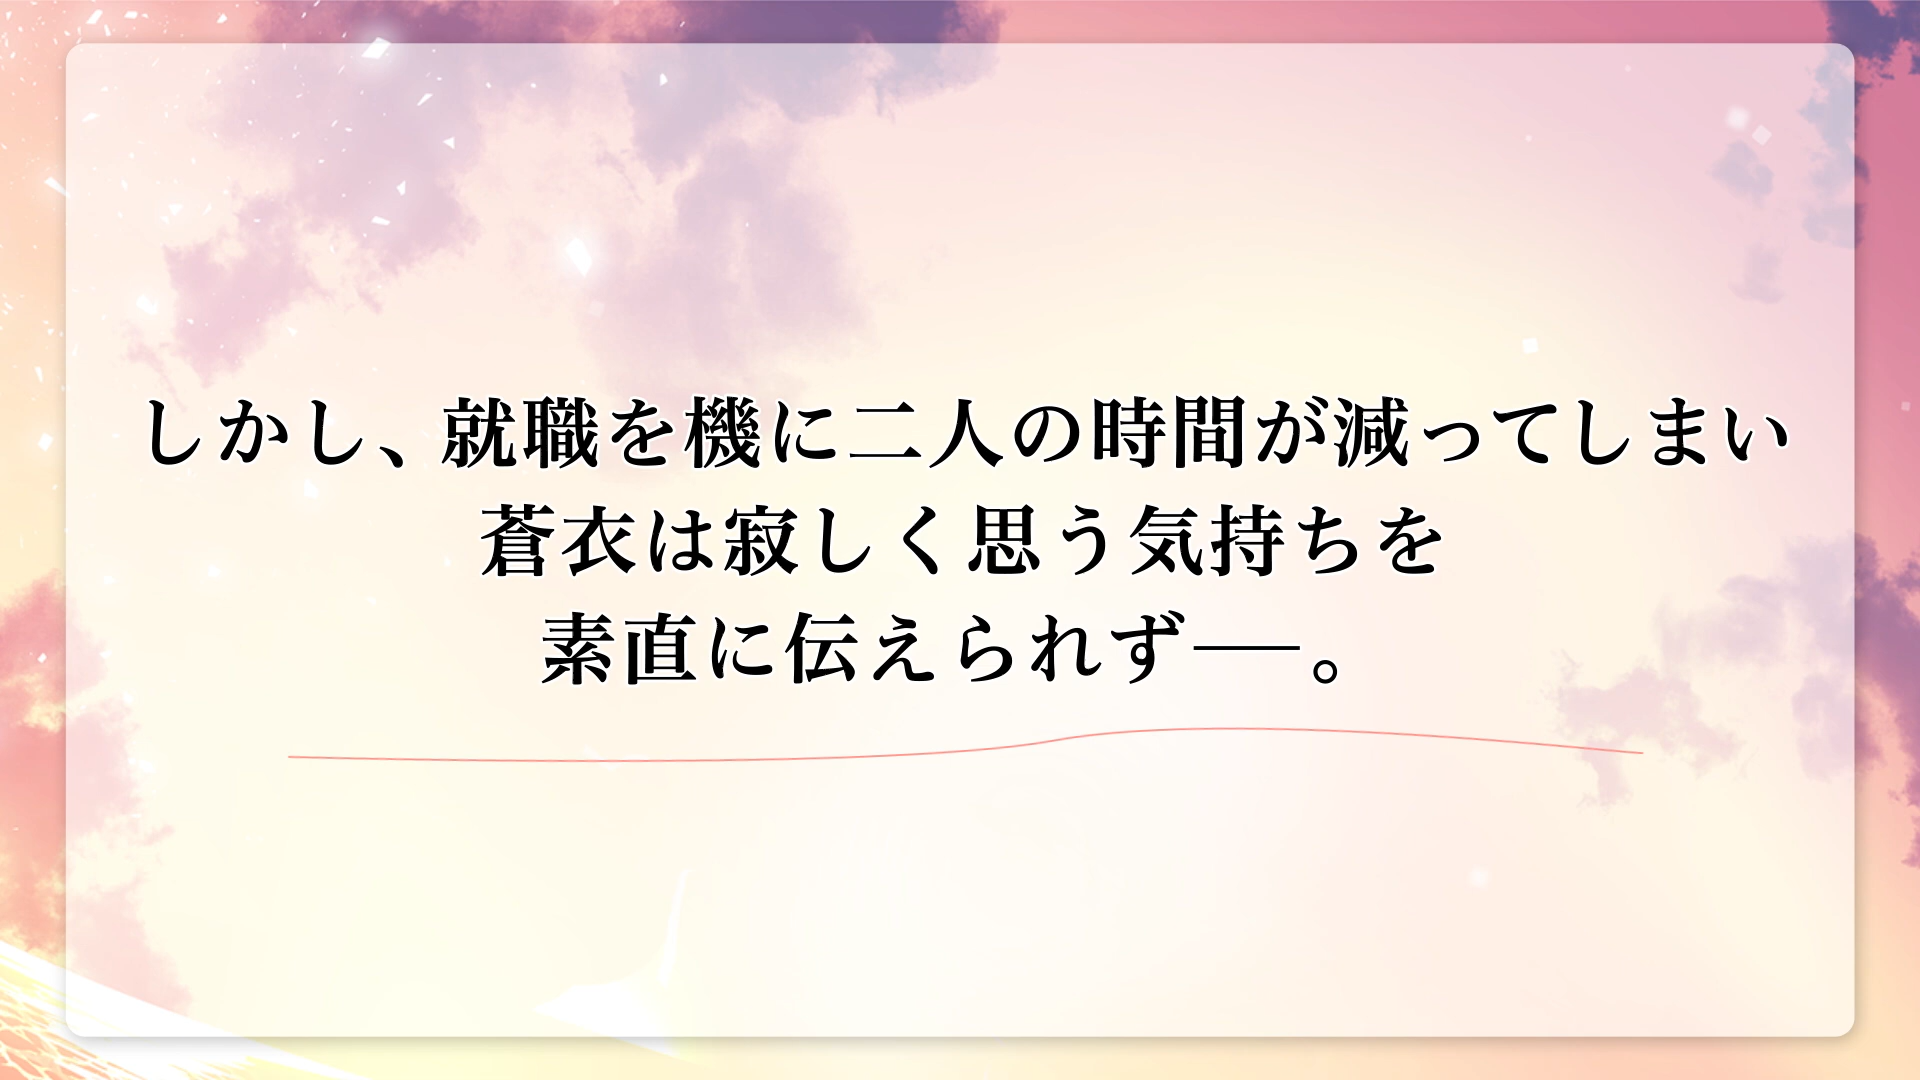 しかし、就職を機に二人の時間が減ってしまい
蒼衣は寂しく思う気持ちを
素直に伝えられず──。